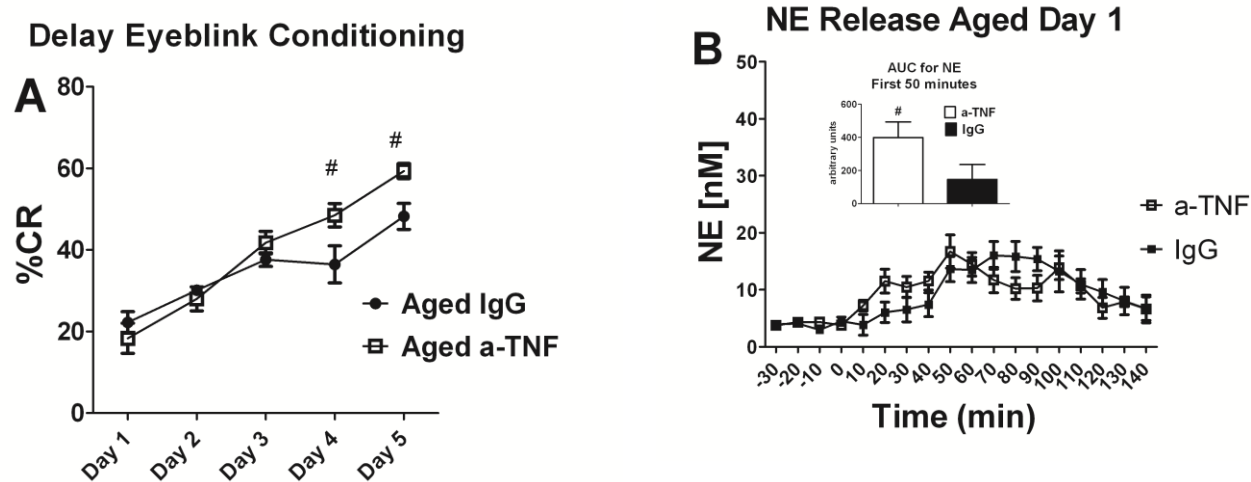 Delay Eyeblink Conditioning
A
80
60
40
20
0
%CR
#
#
Aged IgG
Aged a-TNF
Day 1
Day 2
Day 3
Day 4
Day 5
NE Release Aged Day 1
B
50
40
30
20
10
0
NE [nM]
AUC for NE
First 50 minutes
600
400
200
0
arbitrary units
#
a-TNF
IgG
a-TNF
IgG
-30
-20
-10
0
10
20
30
40
50
60
70
80
90
100
110
120
130
140
Time (min)